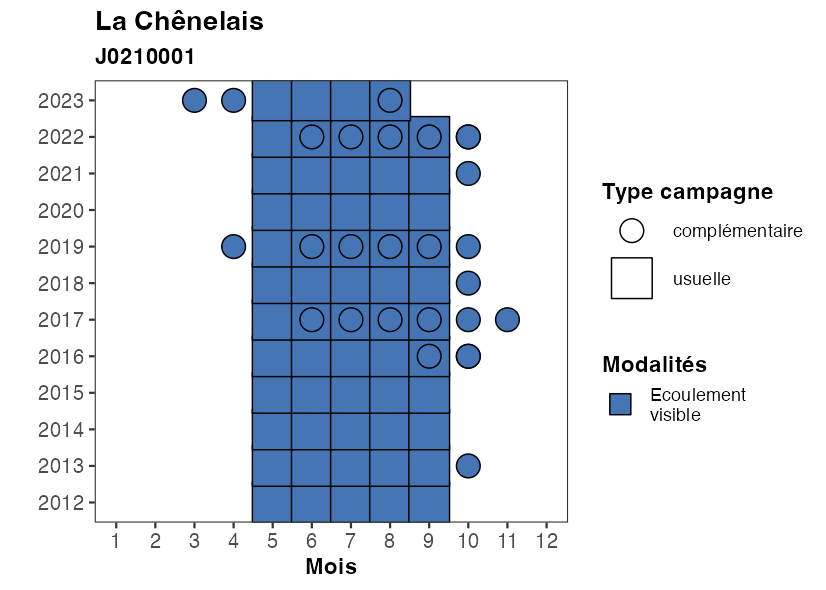 La Chênelais
J0210001
2023
2022
2021
2020
2019
2018
2017
2016
2015
2014
2013
2012
1 2 3 4 5 6 7 8 9 10 11 12
Mois
Type campagne
complémentaire
usuelle
Modalités
Ecoulement
visible